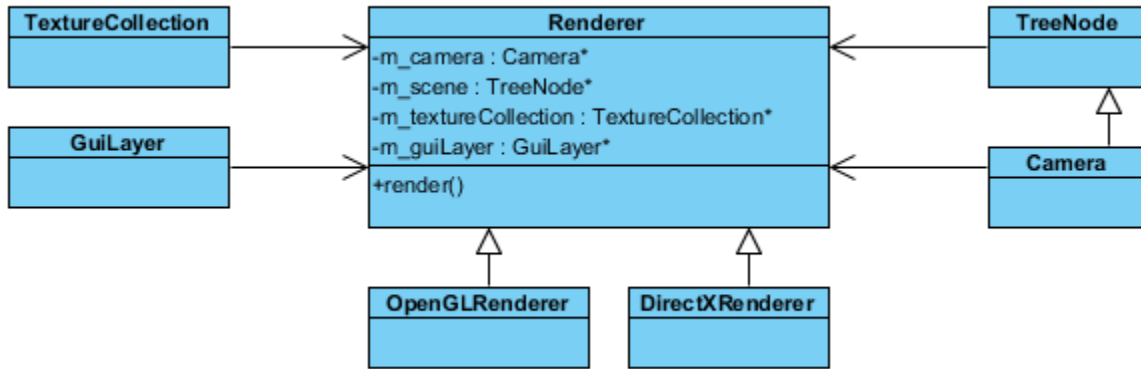 TextureCollection
GuiLayer
Renderer
-m_camera : Camera*
-m_scene : TreeNode*
-m_textureCollection : TextureCollection*
-m_guiLayer : GuiLayer*
+render()
TreeNode
Camera
OpenGLRenderer
DirectXRenderer